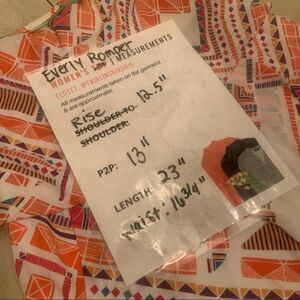 Everly Romper
WOMEN'S MEASUREMENTS
CLOSET:
All measurements taken on flat garment
& are approximate.
Rise 12.5"
SHOULDER TO
SHOULDER:
P2P: 13"
LENGTH: 23"
Waist: 16 3/4"